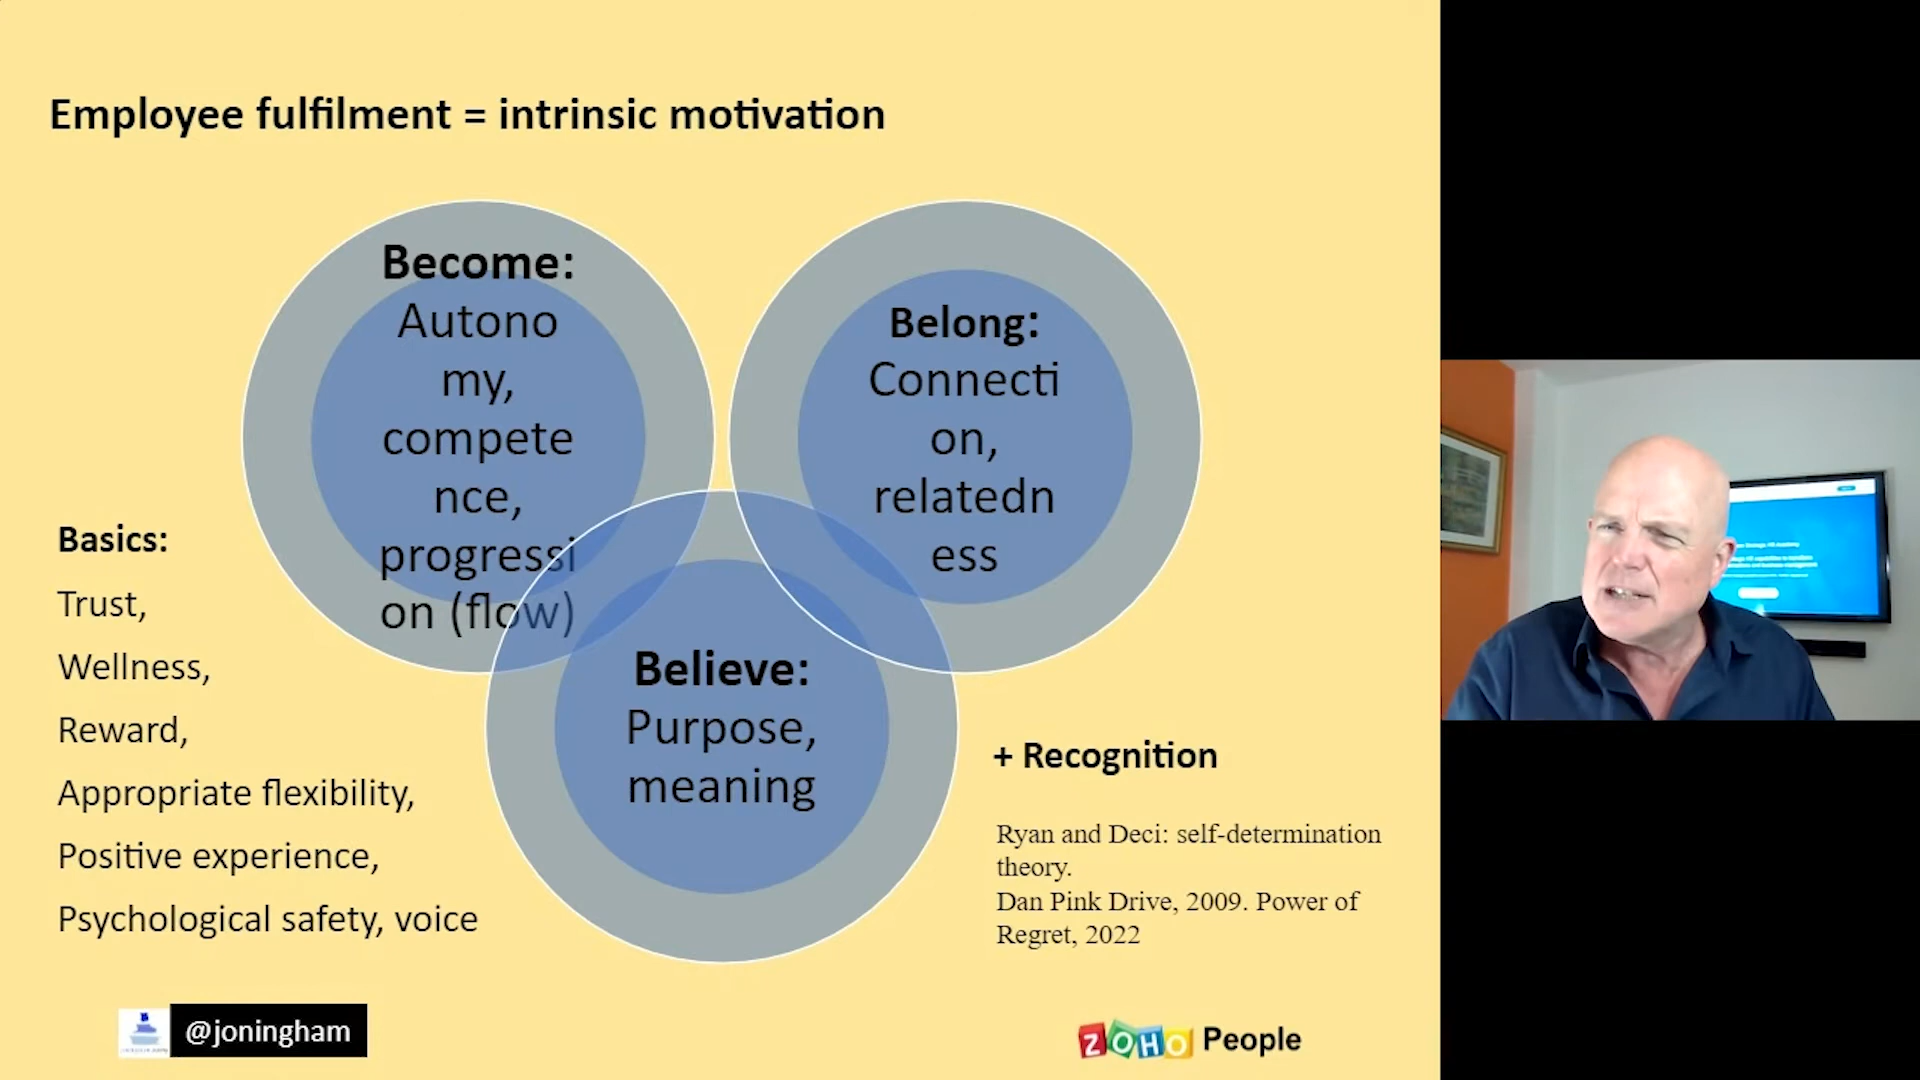 Employee fulfilment = intrinsic motivation
Become:
Autono
my,
compete
nce,
progressi
on (flow)
Belong:
Connecti
on,
relatedn
ess
Believe:
Purpose,
meaning
Basics:
Trust,
Wellness,
Reward,
Appropriate flexibility,
Positive experience,
Psychological safety, voice
+ Recognition
Ryan and Deci: self-determination
theory.
Dan Pink Drive, 2009. Power of
Regret, 2022
@joningham
ZOHO People